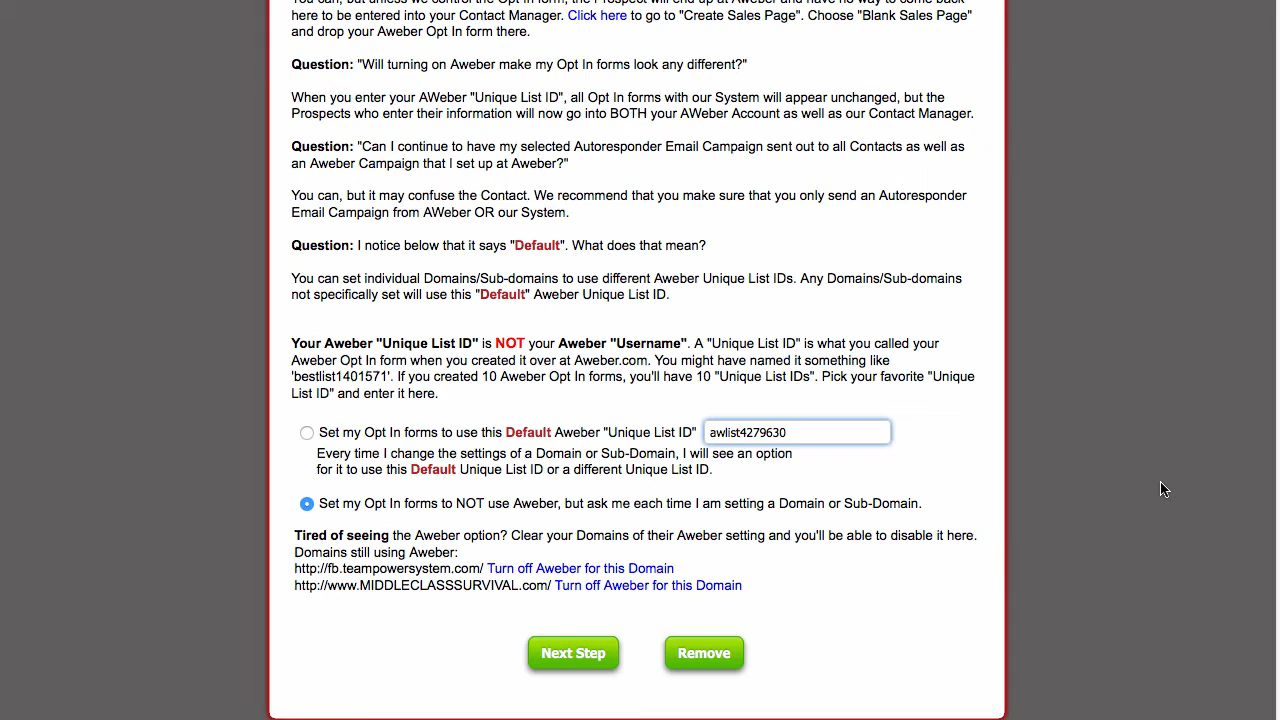 here to be entered into your Contact Manager. Click here to go to "Create Sales Page". Choose "Blank Sales Page"
and drop your Aweber Opt In form there.
Question: "Will turning on Aweber make my Opt In forms look any different?"
When you enter your AWeber "Unique List ID", all Opt In forms with our System will appear unchanged, but the
Prospects who enter their information will now go into BOTH your AWeber Account as well as our Contact Manager.
Question: "Can I continue to have my selected Autoresponder Email Campaign sent out to all Contacts as well as
an Aweber Campaign that I set up at Aweber?"
You can, but it may confuse the Contact. We recommend that you make sure that you only send an Autoresponder
Email Campaign from AWeber OR our System.
Question: I notice below that it says "Default". What does that mean?
You can set individual Domains/Sub-domains to use different Aweber Unique List IDs. Any Domains/Sub-domains
not specifically set will use this "Default" Aweber Unique List ID.
Your Aweber "Unique List ID" is NOT your Aweber "Username". A "Unique List ID" is what you called your
Aweber Opt In form when you created it over at Aweber.com. You might have named it something like
'bestlist1401571'. If you created 10 Aweber Opt In forms, you'll have 10 "Unique List IDs". Pick your favorite "Unique
List ID" and enter it here.
Set my Opt In forms to use this Default Aweber "Unique List ID" awlist4279630
Every time I change the settings of a Domain or Sub-Domain, I will see an option
for it to use this Default Unique List ID or a different Unique List ID.
Set my Opt In forms to NOT use Aweber, but ask me each time I am setting a Domain or Sub-Domain.
Tired of seeing the Aweber option? Clear your Domains of their Aweber setting and you'll be able to disable it here.
Domains still using Aweber:
http://fb.teampowersystem.com/ Turn off Aweber for this Domain
http://www.MIDDLECLASSSURVIVAL.com/ Turn off Aweber for this Domain
Next Step Remove